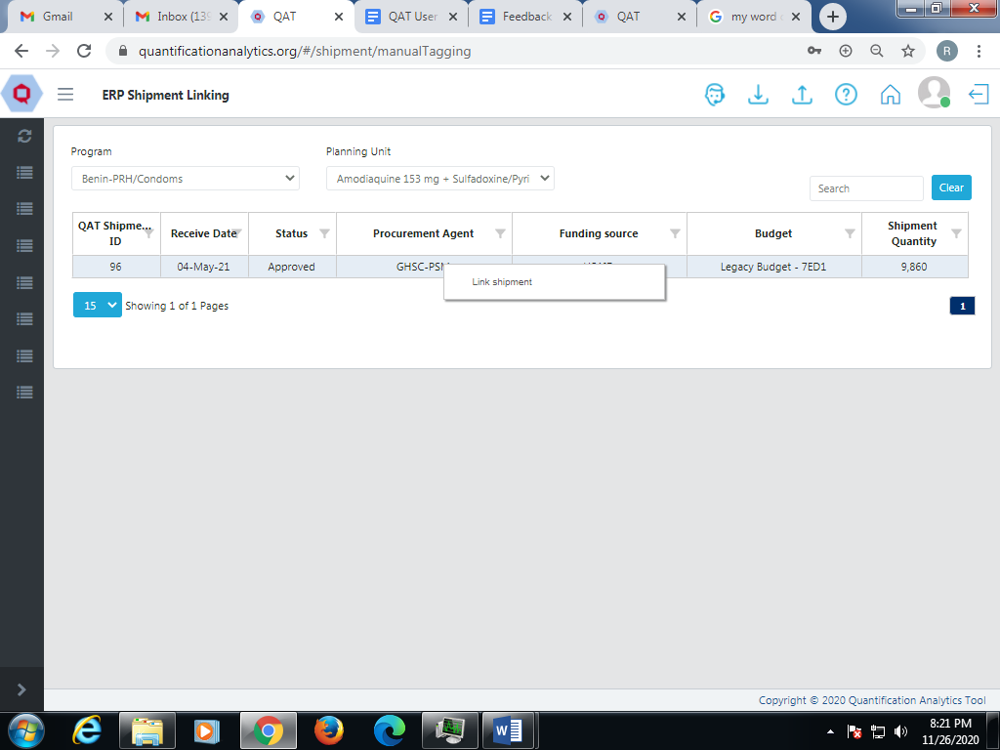 Gmail
Inbox (139
QAT
QAT User
Feedback
QAT
my word
quantificationanalytics.org/#/shipment/manualTagging
R
ERP Shipment Linking
Program
Planning Unit
Benin-PRH/Condoms
Amodiaquine 153 mg + Sulfadoxine/Pyri
Search
Clear
QAT Shipme... ID
Receive Date
Status
Procurement Agent
Funding source
Budget
Shipment Quantity
96
04-May-21
Approved
GHSC-PSM
Legacy Budget - 7ED1
9,860
Link shipment
15
Showing 1 of 1 Pages
1
Copyright © 2020 Quantification Analytics Tool
8:21 PM
11/26/2020